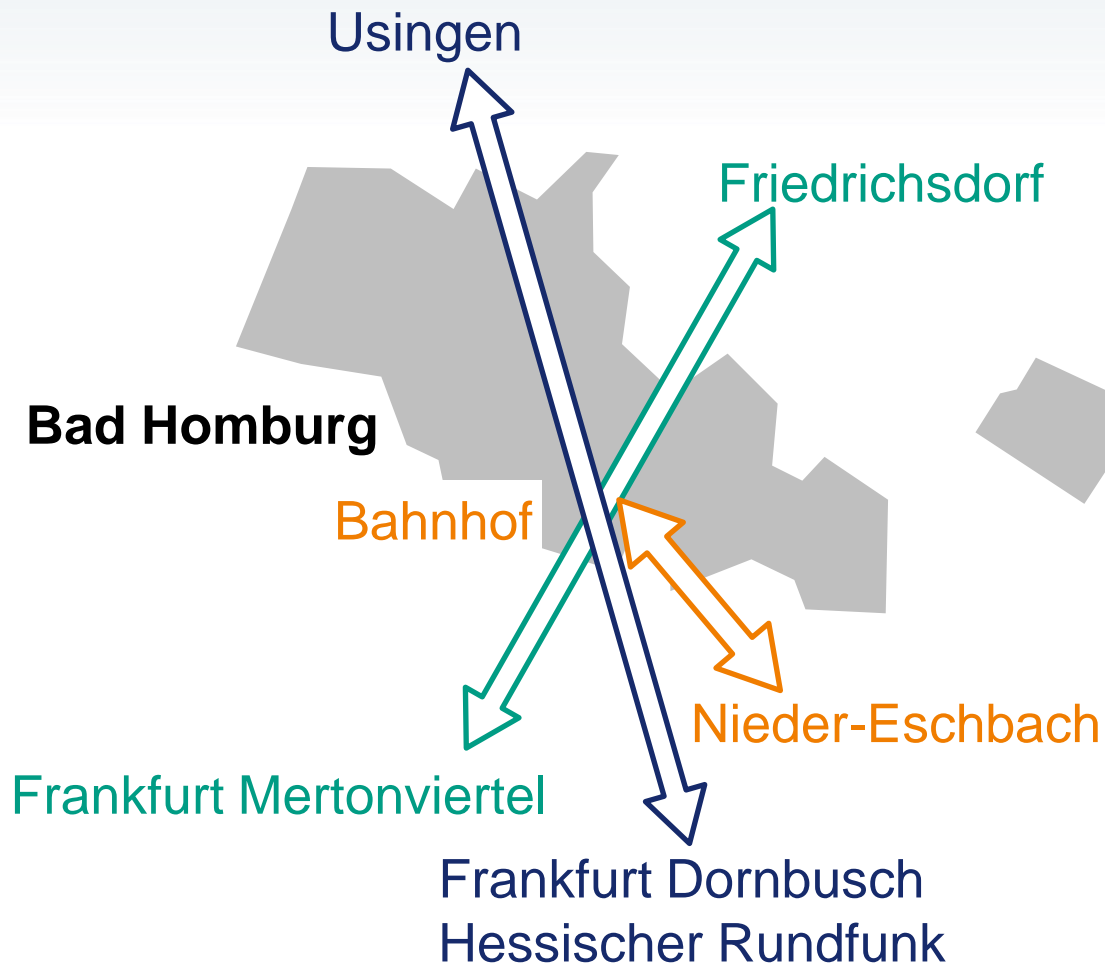 Usingen
Friedrichsdorf
Bad Homburg
Bahnhof
Nieder-Eschbach
Frankfurt Mertonviertel
Frankfurt Dornbusch
Hessischer Rundfunk